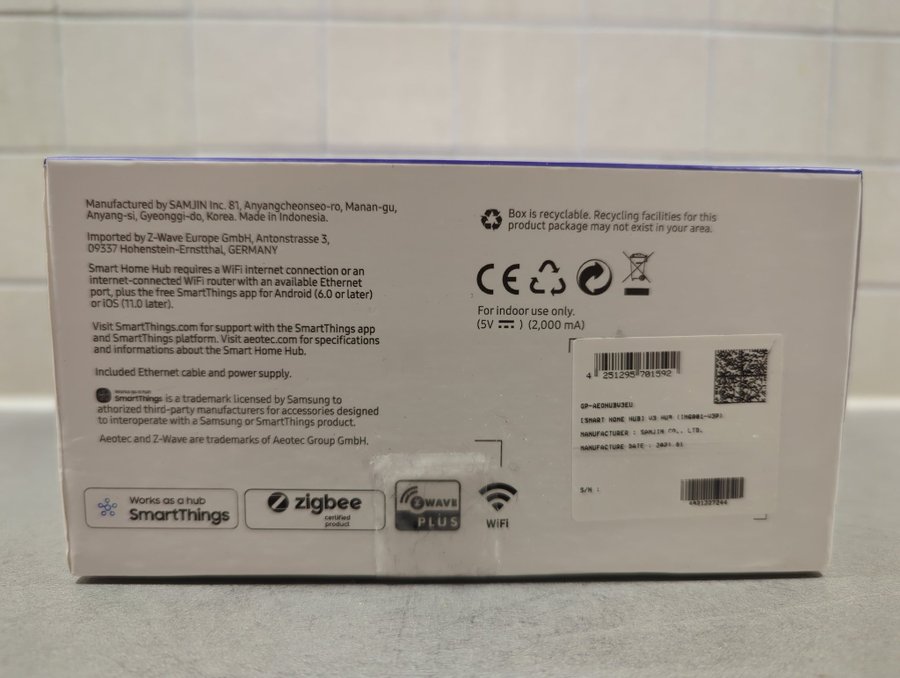 Manufactured by SAMJIN Inc. 81, Anyangcheonseo-ro, Manan-gu,
Anyang-si, Gyeonggi-do, Korea. Made in Indonesia.
Imported by Z-Wave Europe GmbH, Antonstrasse 3,
09337 Hohenstein-Ernstthal, GERMANY
Smart Home Hub requires a WiFi internet connection or an
internet-connected WiFi router with an available Ethernet
port, plus the free SmartThings app for Android (6.0 or later)
or iOS (11.0 later).
Visit SmartThings.com for support with the SmartThings app
and SmartThings platform. Visit aeotec.com for specifications
and informations about the Smart Home Hub.
Included Ethernet cable and power supply.
SmartThings is a trademark licensed by Samsung to
athorized third-party manufacturers for accessories designed
to interoperate with a Samsung or SmartThings product.
Aeotec and Z-Wave are trademarks of Aeotec Group GmbH.
Works as a hub
SmartThings
zigbee
certified
product
Z WAVE
PLUS
WiFi
Box is recyclable. Recycling facilities for this
product package may not exist in your area.
CE
For indoor use only.
(5V ) (2,000 mA)
4 251295 701592
GP-AEOHUBV3EU
[SMART HOME HUB] V3 HUB
MANUFACTURER : SAMJIN CO., LTD.
MANUFACTURE DATE : 2021.01
S/N :